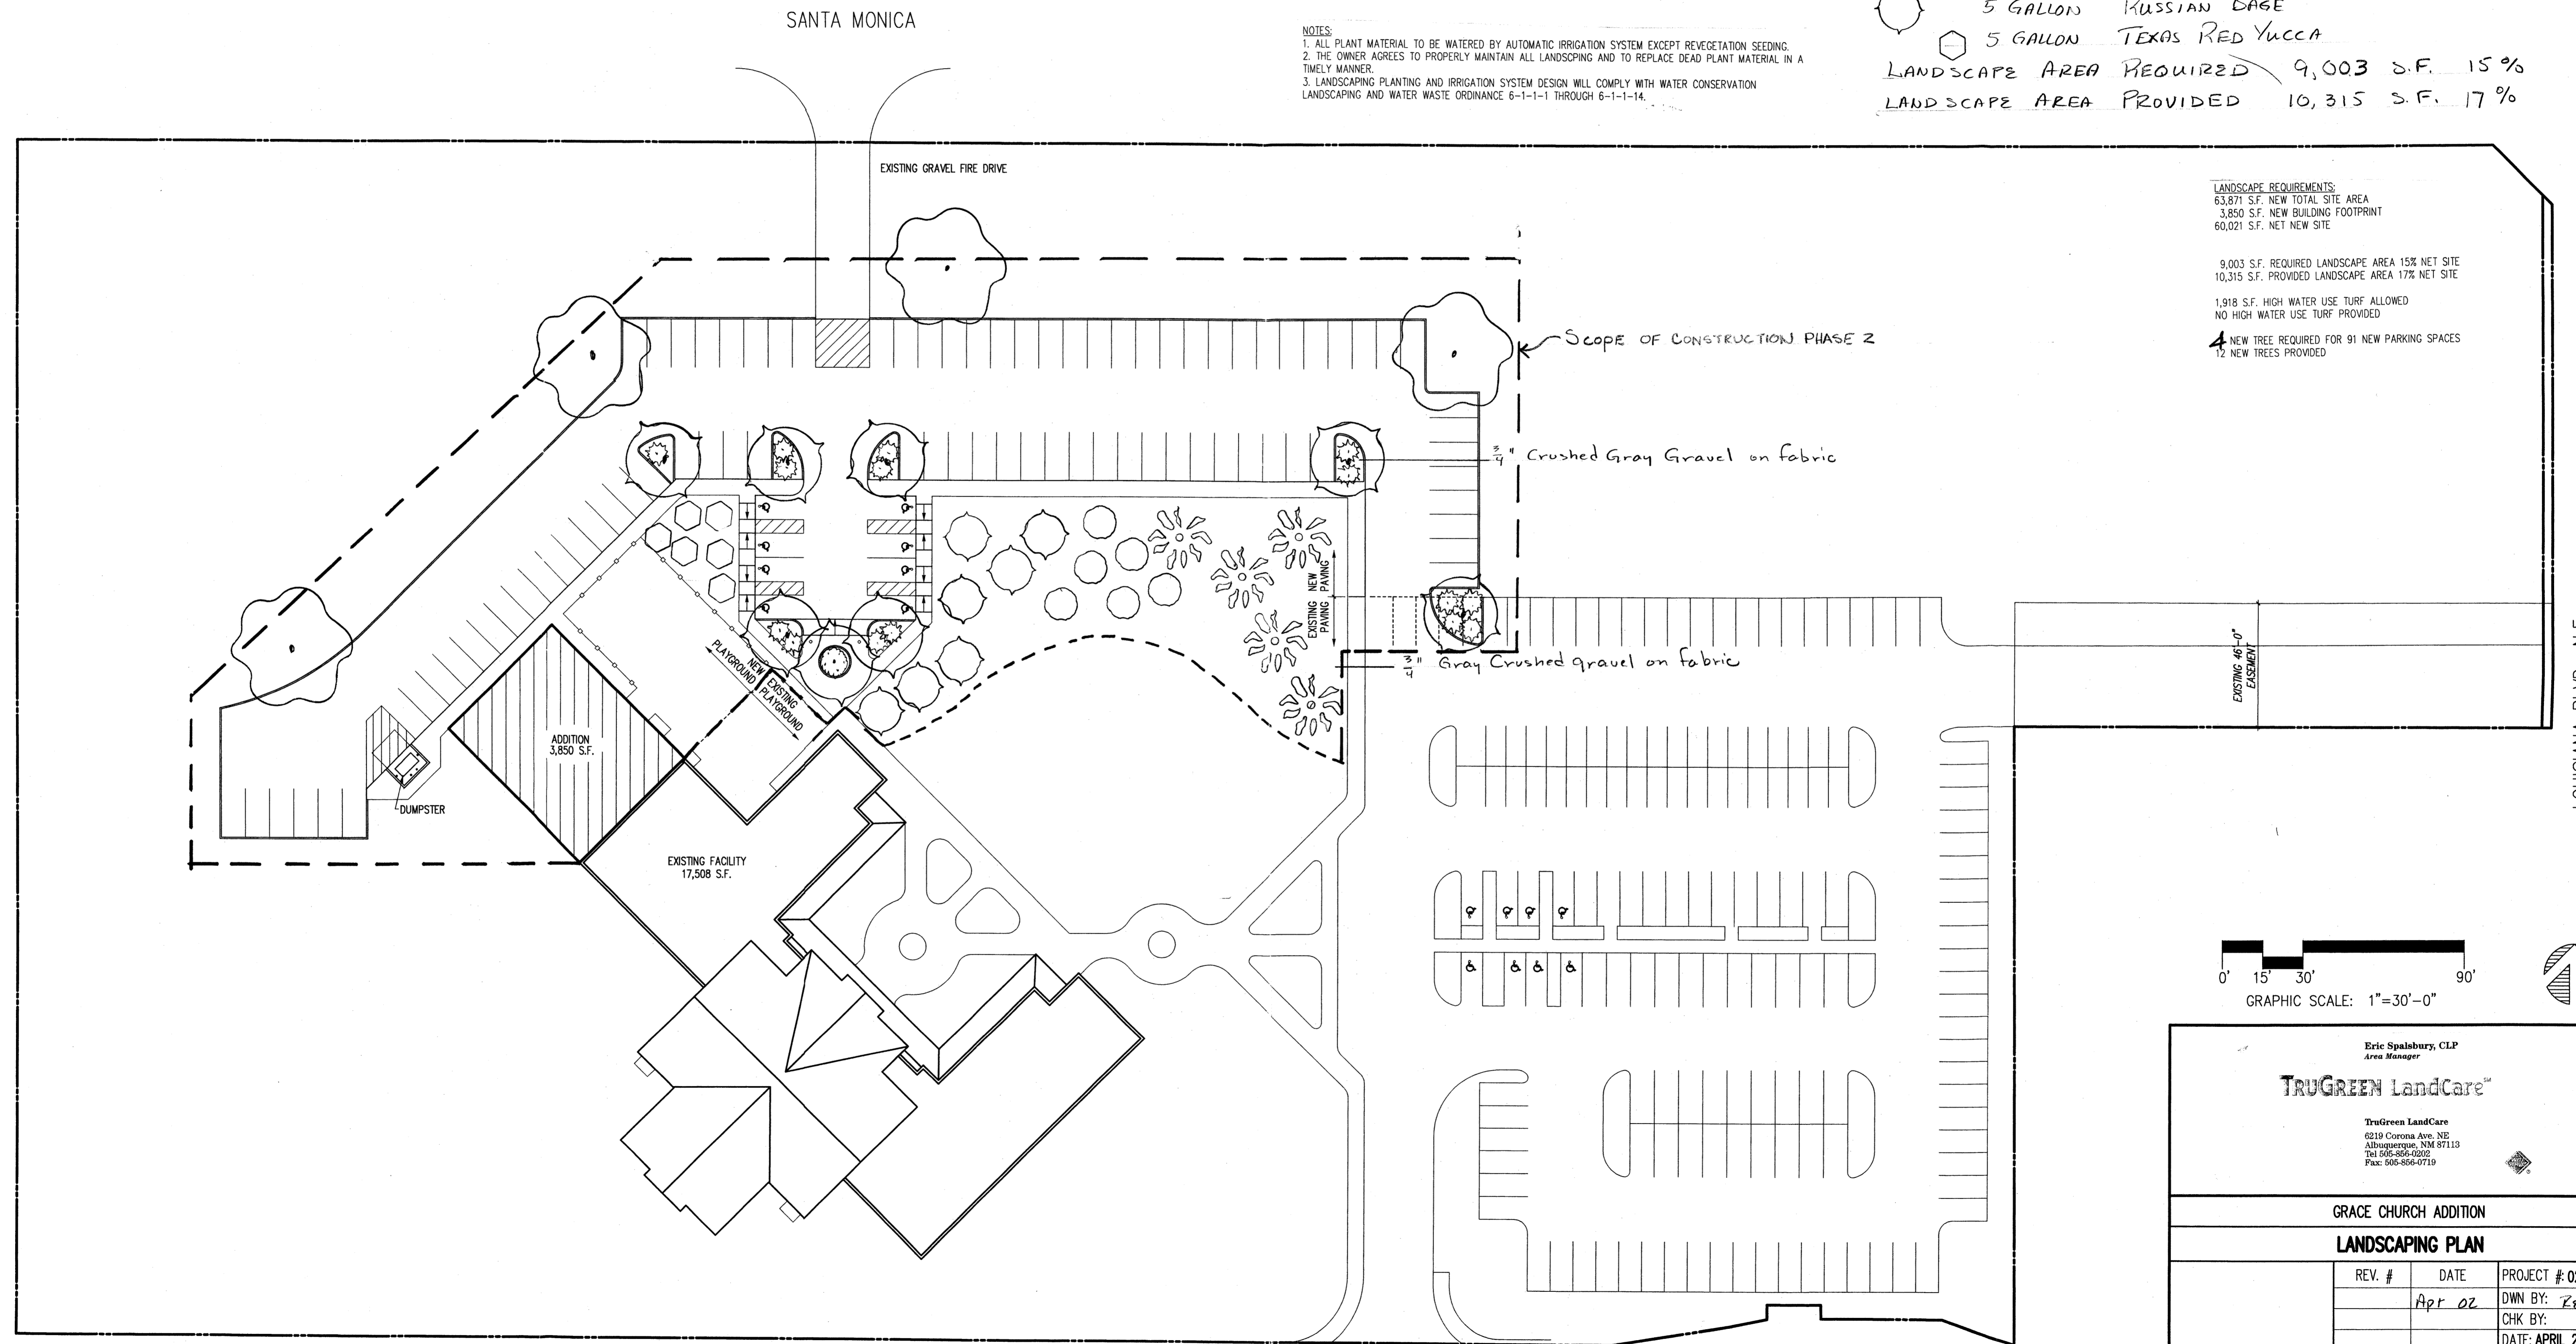 SANTA MONICA
NOTES:
1. ALL PLANT MATERIAL TO BE WATERED BY AUTOMATIC IRRIGATION SYSTEM EXCEPT REVEGETATION SEEDING.
2. THE OWNER AGREES TO PROPERLY MAINTAIN ALL LANDSCPING AND TO REPLACE DEAD PLANT MATERIAL IN A
TIMELY MANNER.
3. LANDSCAPING PLANTING AND IRRIGATION SYSTEM DESIGN WILL COMPLY WITH WATER CONSERVATION
LANDSCAPING AND WATER WASTE ORDINANCE 6-1-1-1 THROUGH 6-1-1-14.
5 GALLON RUSSIAN SAGE
5 GALLON TEXAS RED YUCCA
LANDSCAPE AREA REQUIRED 9,003 S.F. 15%
LANDSCAPE AREA PROVIDED 10,315 S.F. 17%
EXISTING GRAVEL FIRE DRIVE
LANDSCAPE REQUIREMENTS:
63,871 S.F. NEW TOTAL SITE AREA
3,850 S.F. NEW BUILDING FOOTPRINT
60,021 S.F. NET NEW SITE
9,003 S.F. REQUIRED LANDSCAPE AREA 15% NET SITE
10,315 S.F. PROVIDED LANDSCAPE AREA 17% NET SITE
1,918 S.F. HIGH WATER USE TURF ALLOWED
NO HIGH WATER USE TURF PROVIDED
4 NEW TREE REQUIRED FOR 91 NEW PARKING SPACES
12 NEW TREES PROVIDED
SCOPE OF CONSTRUCTION PHASE 2
3/4" Crushed Gray Gravel on fabric
EXISTING NEW
PAVING PAVING
3/4" Gray Crushed gravel on fabric
NEW
PLAYGROUND
EXISTING
PLAYGROUND
EXISTING 46'-0"
EASEMENT
ADDITION
3,850 S.F.
DUMPSTER
EXISTING FACILITY
17,508 S.F.
0' 15' 30' 90'
GRAPHIC SCALE: 1"=30'-0"
Eric Spalsbury, CLP
Area Manager
TRUGREEN LandCare℠
TruGreen LandCare
6219 Corona Ave. NE
Albuquerque, NM 87113
Tel 505-856-0202
Fax: 505-856-0719
GRACE CHURCH ADDITION
LANDSCAPING PLAN
REV. # DATE PROJECT #:
Apr 02 DWN BY:
CHK BY:
DATE: APRIL